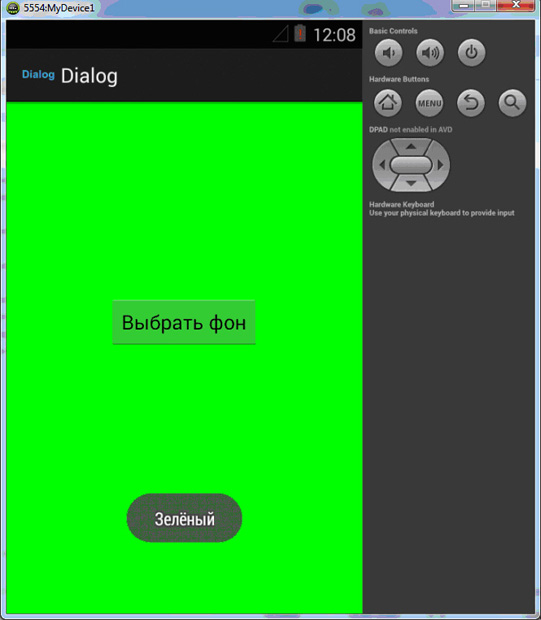 5554:MyDevice1
12:08
Dialog Dialog
Выбрать фон
Зелёный
Basic Controls
Hardware Buttons
MENU
DPAD not enabled in AVD
Hardware Keyboard
Use your physical keyboard to provide input